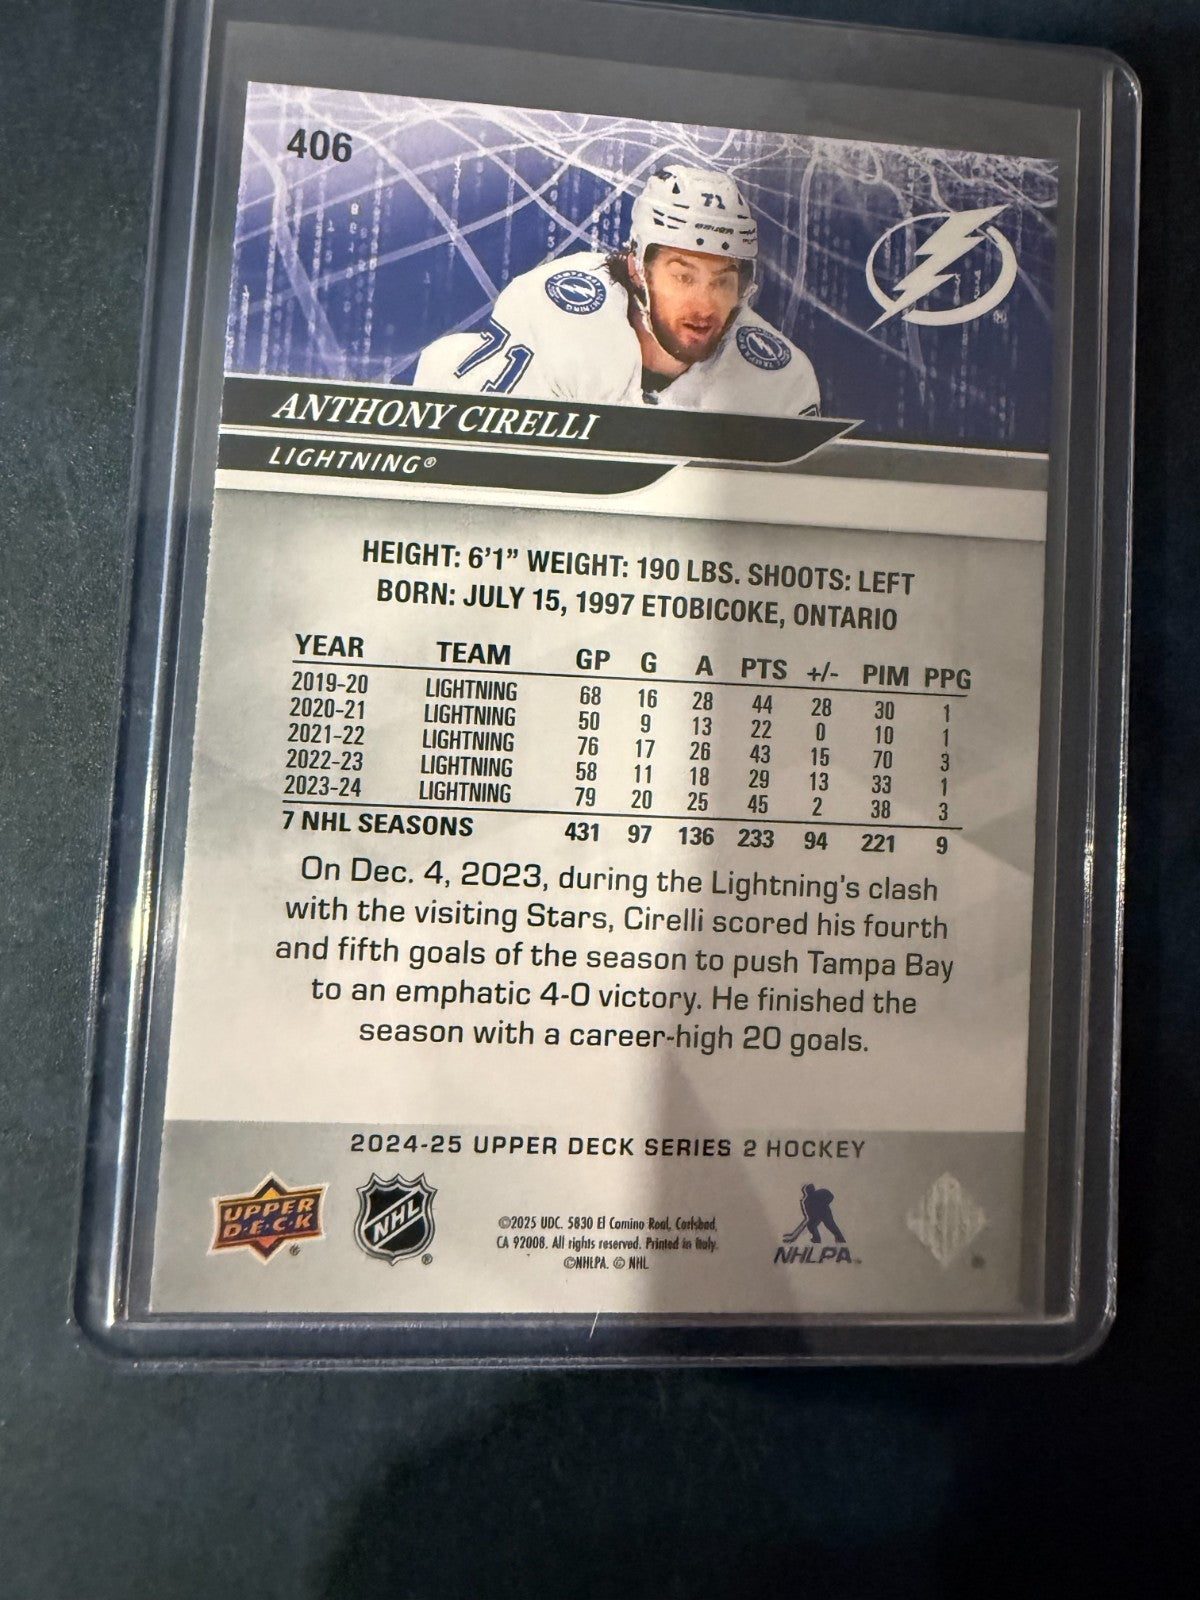 406
71
BAUER
71
ANTHONY CIRELLI
LIGHTNING®
HEIGHT: 6'1” WEIGHT: 190 LBS. SHOOTS: LEFT
BORN: JULY 15, 1997 ETOBICOKE, ONTARIO
YEAR TEAM GP G A PTS +/- PIM PPG
2019-20 LIGHTNING 68 16 28 44 28 30 1
2020-21 LIGHTNING 50 9 13 22 0 10 1
2021-22 LIGHTNING 76 17 26 43 15 70 3
2022-23 LIGHTNING 58 11 18 29 13 33 1
2023-24 LIGHTNING 79 20 25 45 2 38 3
7 NHL SEASONS 431 97 136 233 94 221 9
On Dec. 4, 2023, during the Lightning's clash
with the visiting Stars, Cirelli scored his fourth
and fifth goals of the season to push Tampa Bay
to an emphatic 4-0 victory. He finished the
season with a career-high 20 goals.
2024-25 UPPER DECK SERIES 2 HOCKEY
UPPER
D·E·C·K
®
NHL
®
©2025 UDC. 5830 El Camino Real, Carlsbad,
CA 92008. All rights reserved. Printed in Italy.
©NHLPA. © NHL
NHLPA™